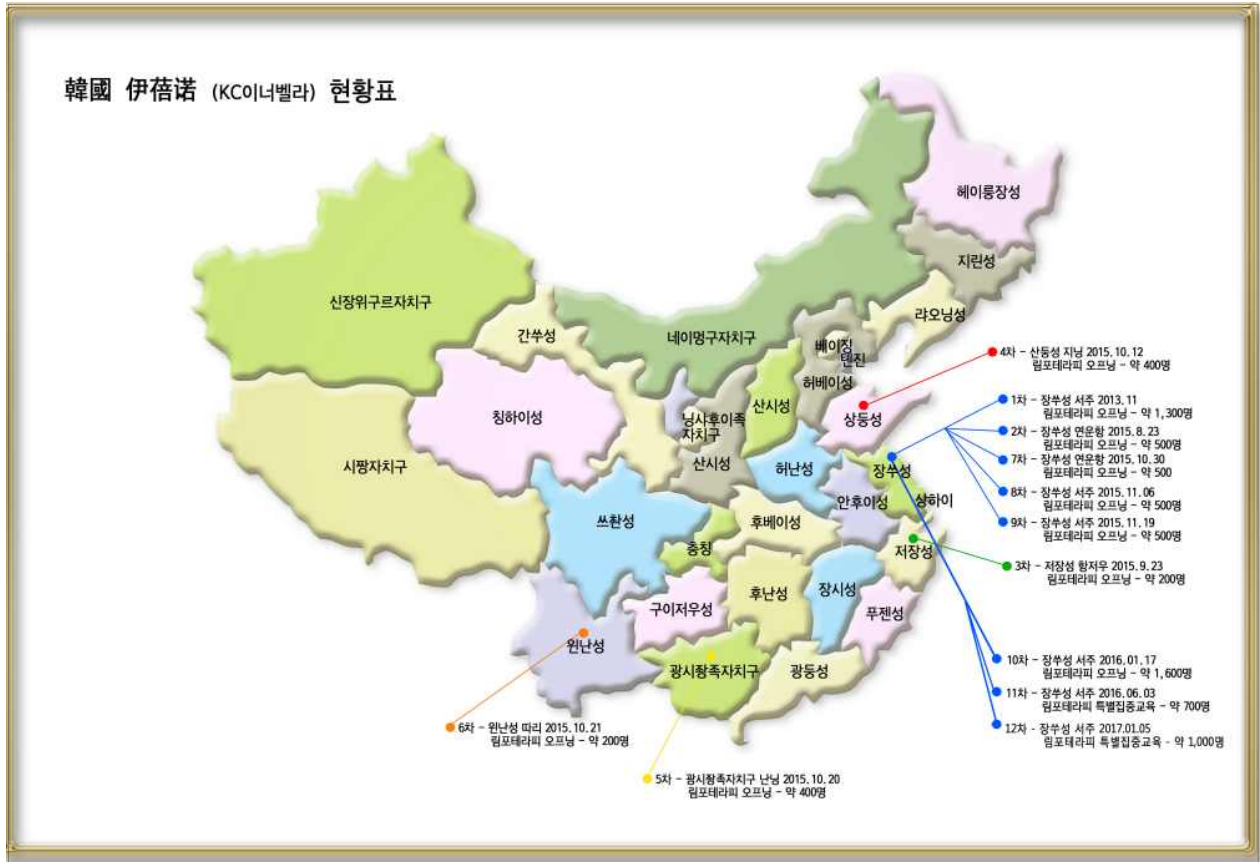 韓國 伊蓓诺 (KC이너벨라) 현황표
헤이룽장성
지린성
랴오닝성
신장위구르자치구
간쑤성
네이멍구자치구
베이징
톈진
허베이성
산시성
닝샤후이족
자치구
산시성
칭하이성
상둥성
시짱자치구
허난성
장쑤성
안후이성
상하이
쓰촨성
후베이성
충칭
저장성
구이저우성
후난성
장시성
푸젠성
윈난성
광시좡족자치구
광둥성
4차 - 산둥성 지닝 2015.10.12
림포테라피 오프닝 - 약 400명
1차 - 장쑤성 서주 2013.11
림포테라피 오프닝 - 약 1,300명
2차 - 장쑤성 연운항 2015.8.23
림포테라피 오프닝 - 약 500명
7차 - 장쑤성 연운항 2015.10.30
림포테라피 오프닝 - 약 500
8차 - 장쑤성 서주 2015.11.06
림포테라피 오프닝 - 약 500명
9차 - 장쑤성 서주 2015.11.19
림포테라피 오프닝 - 약 500명
3차 - 저장성 항저우 2015.9.23
림포테라피 오프닝 - 약 200명
10차 - 장쑤성 서주 2016.01.17
림포테라피 오프닝 - 약 1,600명
11차 - 장쑤성 서주 2016.06.03
림포테라피 특별집중교육 - 약 700명
12차 - 장쑤성 서주 2017.01.05
림포테라피 특별집중교육 - 약 1,000명
6차 - 윈난성 따리 2015.10.21
림포테라피 오프닝 - 약 200명
5차 - 광시좡족자치구 난닝 2015.10.20
림포테라피 오프닝 - 약 400명